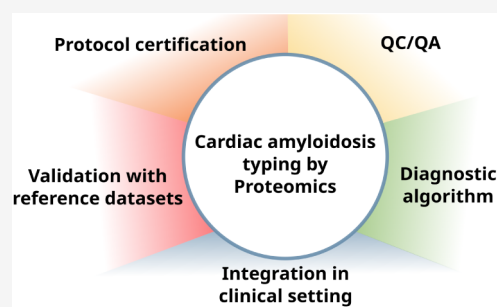 Protocol certification
QC/QA
Cardiac amyloidosis
typing by
Proteomics
Validation with
reference datasets
Diagnostic
algorithm
Integration in
clinical setting